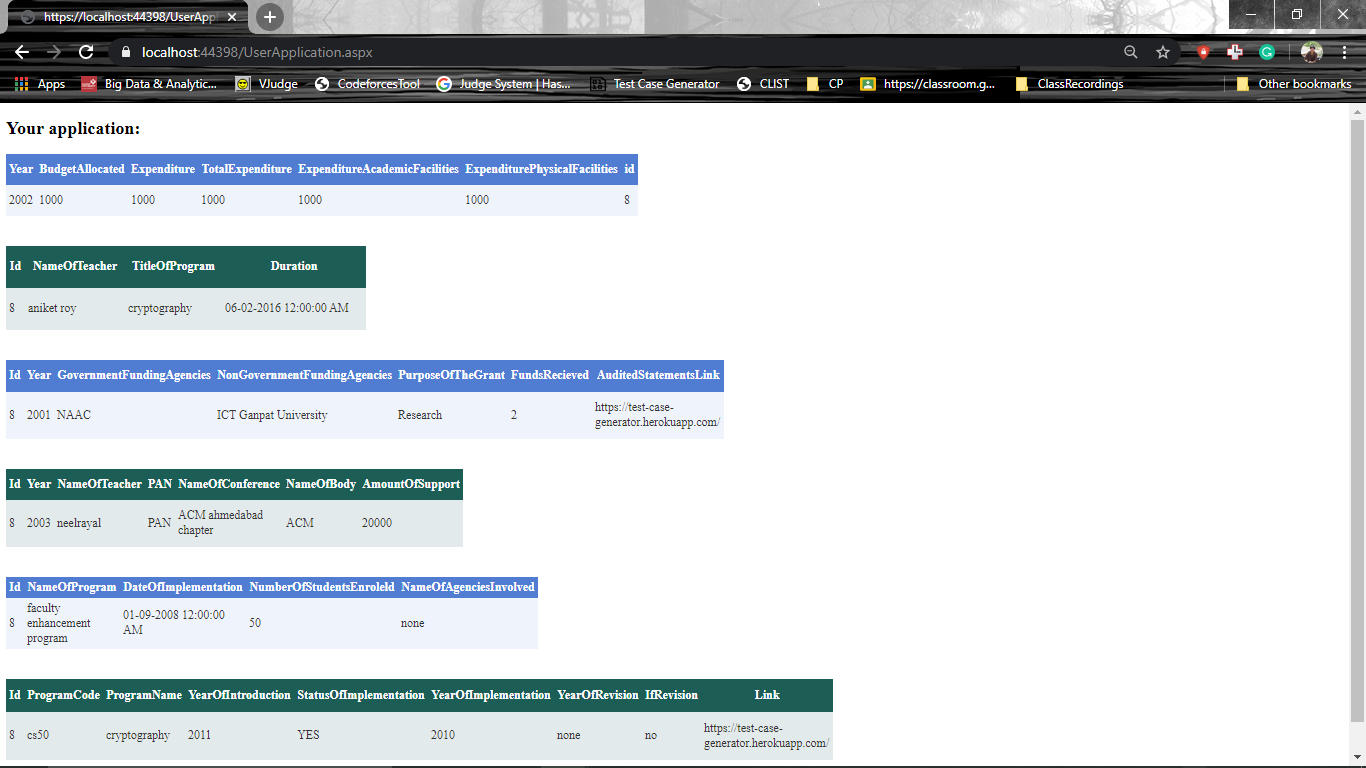 https://localhost:44398/UserApp
localhost:44398/UserApplication.aspx
Apps Big Data & Analytic... VJudge CodeforcesTool Judge System | Has... Test Case Generator CLIST CP https://classroom.g... ClassRecordings Other bookmarks
Your application:
Year BudgetAllocated Expenditure TotalExpenditure ExpenditureAcademicFacilities ExpenditurePhysicalFacilities id
2002 1000 1000 1000 1000 1000 8
Id NameOfTeacher TitleOfProgram Duration
8 aniket roy cryptography 06-02-2016 12:00:00 AM
Id Year GovernmentFundingAgencies NonGovernmentFundingAgencies PurposeOfTheGrant FundsRecieved AuditedStatementsLink
8 2001 NAAC ICT Ganpat University Research 2 https://test-case-
generator.herokuapp.com/
Id Year NameOfTeacher PAN NameOfConference NameOfBody AmountOfSupport
8 2003 neelrayal PAN ACM ahmedabad
chapter ACM 20000
Id NameOfProgram DateOfImplementation NumberOfStudentsEnroleld NameOfAgenciesInvolved
8 faculty
enhancement
program 01-09-2008 12:00:00
AM 50 none
Id ProgramCode ProgramName YearOfIntroduction StatusOfImplementation YearOfImplementation YearOfRevision IfRevision Link
8 cs50 cryptography 2011 YES 2010 none no https://test-case-
generator.herokuapp.com/